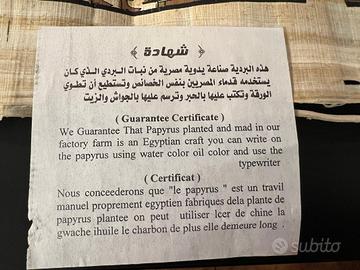 شهادة
هذه البردية صناعة يدوية مصرية من نبات البردي الذي كان
يستخدمه قدماء المصريين بنفس الخصائص وتستطيع أن تطوي
الورقة وتكتب عليها بالحبر وترسم عليها بالجواش والزيت
( Guarantee Certificate )
We Guarantee That Papyrus planted and mad in our
factory farm is an Egyptian craft you can write on
the papyrus using water color oil color and use the
typewriter
( Certificat )
Nous conceederons que "le papyrus " est un travil
manuel proprement egyptien fabriques dela plante de
papyrus plantee on peut utiliser lcer de chine la
gwache ihuile le charbon de plus elle demeure long .
subito